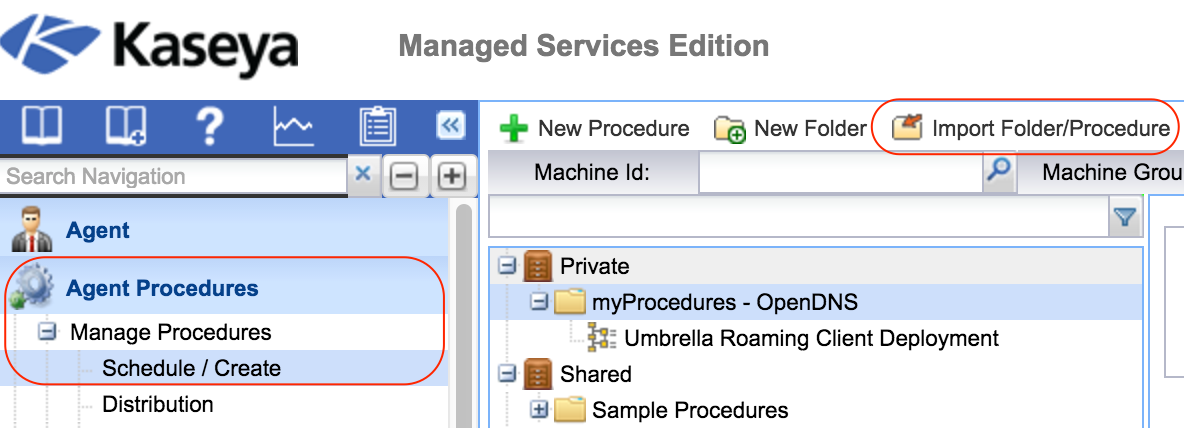 Kaseya
Managed Services Edition
New Procedure New Folder Import Folder/Procedure
Search Navigation
Machine Id: Machine Grou
Agent
Agent Procedures
Manage Procedures
Schedule / Create
Distribution
Private
myProcedures - OpenDNS
Umbrella Roaming Client Deployment
Shared
Sample Procedures